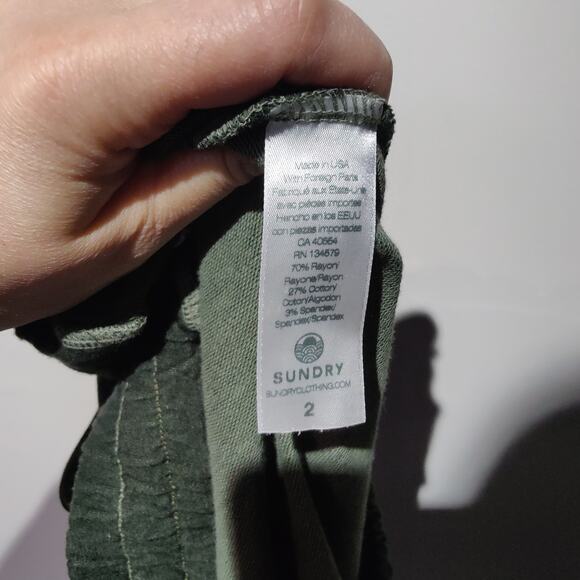 Made in USA
With Foreign Parts
Fabriqué aux États-Unis
avec pièces importes
Hencho en los EEUU
con piezas importadas
CA 40554
RN 134579
70% Rayon/
Rayone/Rayon
27% Cotton/
Coton/Algodon
3% Spandex/
Spandex/Spandex
SUNDRY
SUNDRYCLOTHING.COM
2